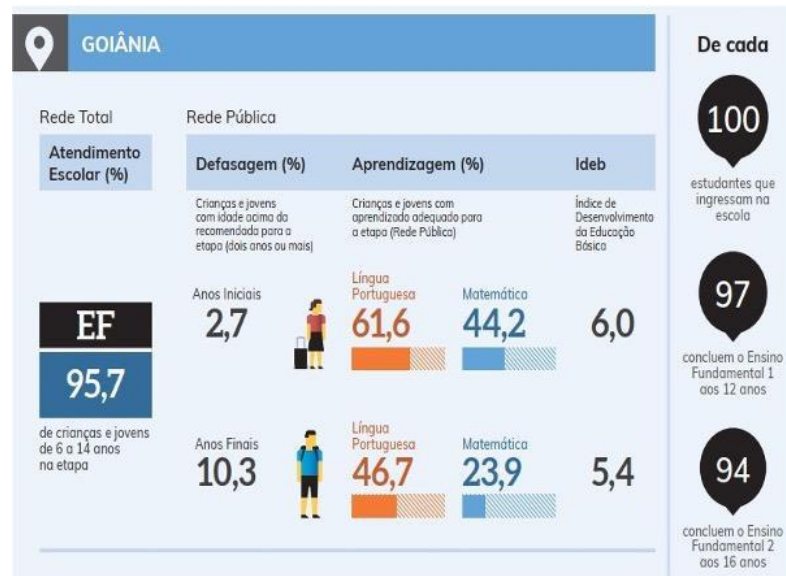 GOIÂNIA
Rede Total
Atendimento
Escolar (%)
EF
95,7
de crianças e jovens
de 6 a 14 anos
na etapa
Rede Pública
Defasagem (%)
Aprendizagem (%)
Ideb
Crianças e jovens
com idade acima da
recomendada para a
etapa (dois anos ou mais)
Crianças e jovens com
aprendizado adequado para
a etapa (Rede Pública)
Índice de
Desenvolvimento
da Educação
Básica
Anos Iniciais
2,7
Língua
Portuguesa
61,6
Matemática
44,2
6,0
Anos Finais
10,3
Língua
Portuguesa
46,7
Matemática
23,9
5,4
De cada
100
estudantes que
ingressam na
escola
97
concluem o Ensino
Fundamental 1
aos 12 anos
94
concluem o Ensino
Fundamental 2
aos 16 anos